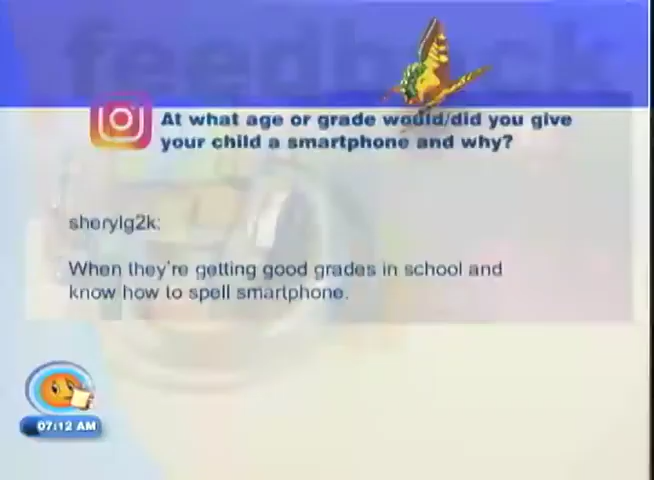 feedback
At what age or grade would/did you give
your child a smartphone and why?
sherylg2k:
When they're getting good grades in school and
know how to spell smartphone.
07:12 AM